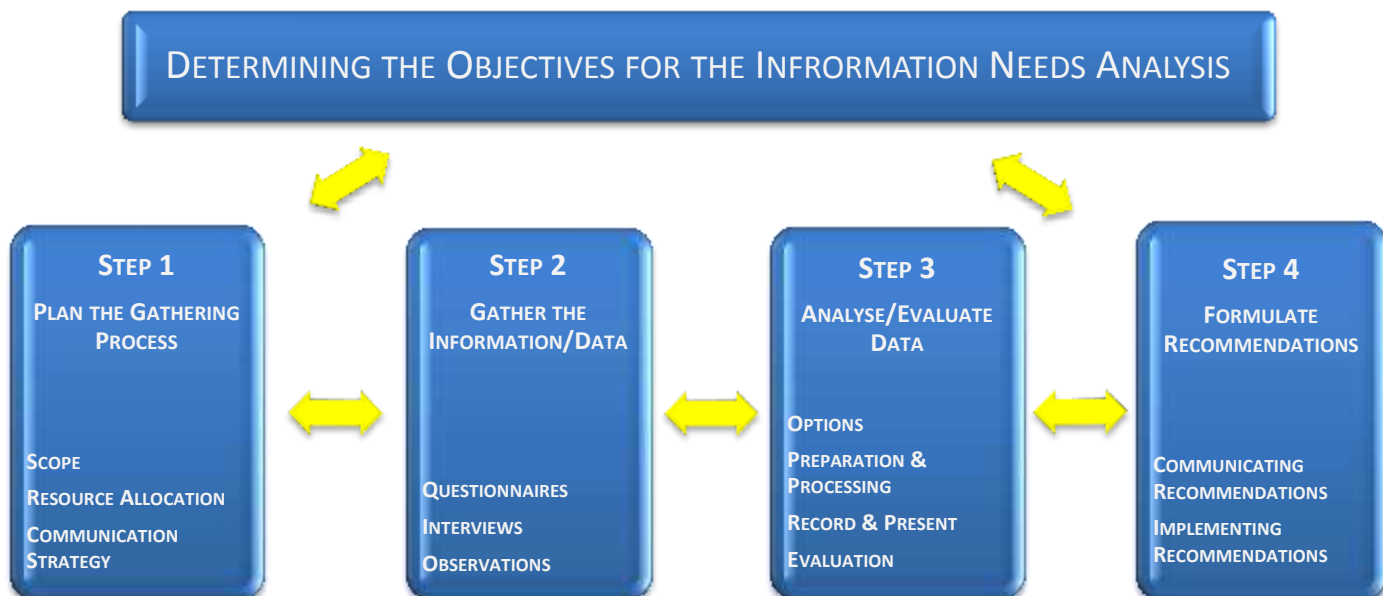 DETERMINING THE OBJECTIVES FOR THE INFRORMATION NEEDS ANALYSIS
STEP 1
PLAN THE GATHERING
PROCESS
SCOPE
RESOURCE ALLOCATION
COMMUNICATION
STRATEGY
STEP 2
GATHER THE
INFORMATION/DATA
QUESTIONNAIRES
INTERVIEWS
OBSERVATIONS
STEP 3
ANALYSE/EVALUATE
DATA
OPTIONS
PREPARATION &
PROCESSING
RECORD & PRESENT
EVALUATION
STEP 4
FORMULATE
RECOMMENDATIONS
COMMUNICATING
RECOMMENDATIONS
IMPLEMENTING
RECOMMENDATIONS